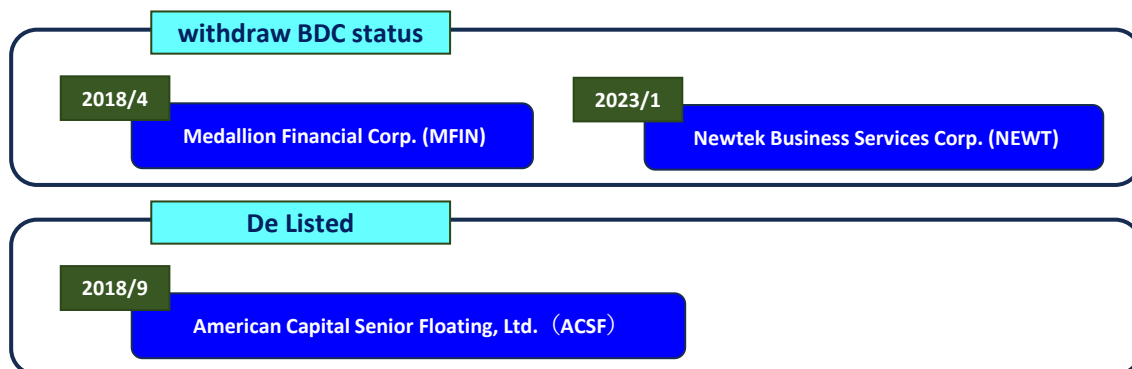 withdraw BDC status
2018/4
Medallion Financial Corp. (MFIN)
2023/1
Newtek Business Services Corp. (NEWT)
De Listed
2018/9
American Capital Senior Floating, Ltd.（ACSF）